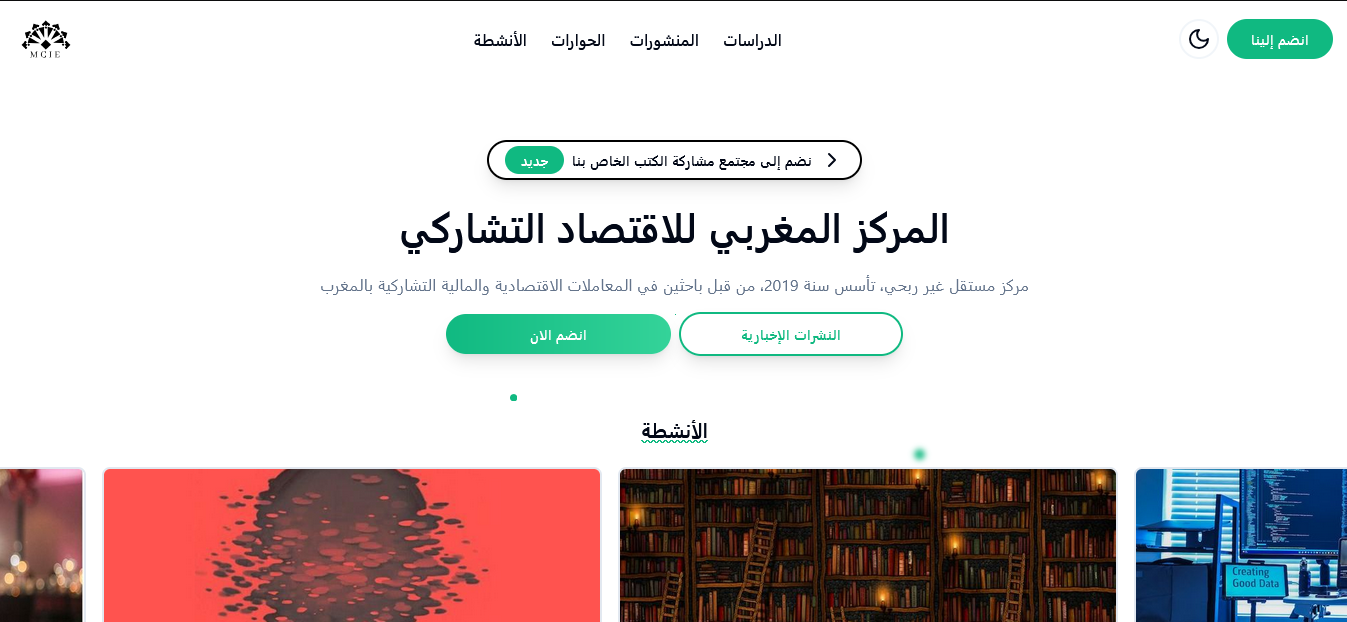 MGIE
الدراسات المنشورات الحوارات الأنشطة
انضم إلينا
نضم إلى مجتمع مشاركة الكتب الخاص بنا جديد
المركز المغربي للاقتصاد التشاركي
مركز مستقل غير ربحي، تأسس سنة 2019، من قبل باحثين في المعاملات الاقتصادية والمالية التشاركية بالمغرب
النشرات الإخبارية
انضم الان
الأنشطة
Creating
Good Data